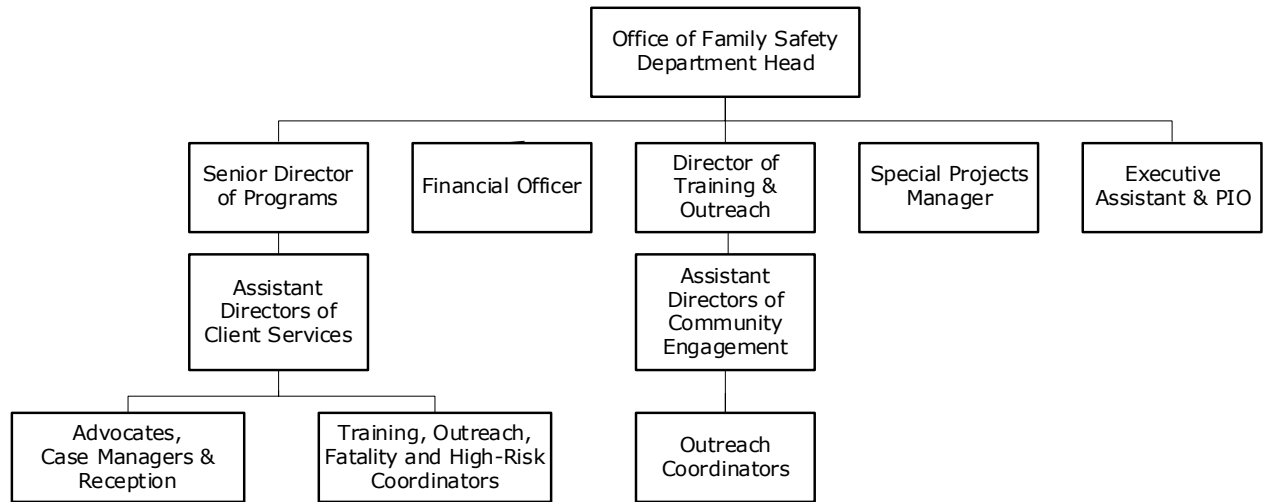 Office of Family Safety
Department Head
Senior Director
of Programs
Financial Officer
Director of
Training &
Outreach
Special Projects
Manager
Executive
Assistant & PIO
Assistant
Directors of
Client Services
Assistant
Directors of
Community
Engagement
Advocates,
Case Managers &
Reception
Training, Outreach,
Fatality and High-Risk
Coordinators
Outreach
Coordinators